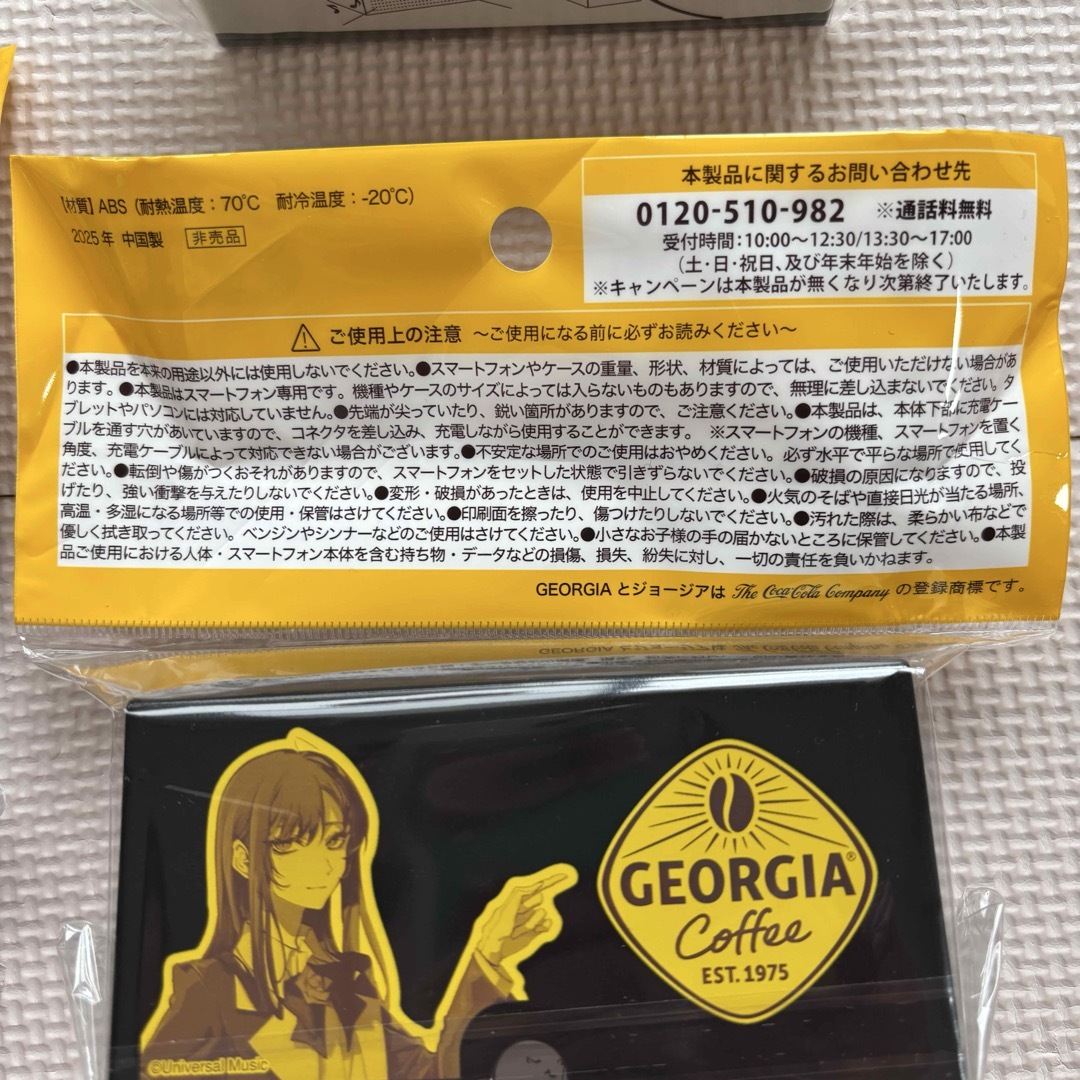 【材質】ABS（耐熱温度：70℃　耐冷温度：-20℃）
2025年 中国製　非売品
本製品に関するお問い合わせ先
0120-510-982　※通話料無料
受付時間：10:00～12:30/13:30～17:00
（土・日・祝日、及び年末年始を除く）
※キャンペーンは本製品が無くなり次第終了いたします。
ご使用上の注意　～ご使用になる前に必ずお読みください～
●本製品を本来の用途以外には使用しないでください。●スマートフォンやケースの重量、形状、材質によっては、ご使用いただけない場合があ
ります。●本製品はスマートフォン専用です。機種やケースのサイズによっては入らないものもありますので、無理に差し込まないでください。タ
ブレットやパソコンには対応していません。●先端が尖っていたり、鋭い箇所がありますので、ご注意ください。●本製品は、本体下部に充電ケー
ブルを通す穴があいていますので、コネクタを差し込み、充電しながら使用することができます。　※スマートフォンの機種、スマートフォンを置く
角度、充電ケーブルによって対応できない場合がございます。●不安定な場所でのご使用はおやめください。必ず水平で平らな場所で使用してく
ださい。●転倒や傷がつくおそれがありますので、スマートフォンをセットした状態で引きずらないでください。●破損の原因になりますので、投
げたり、強い衝撃を与えたりしないでください。●変形・破損があったときは、使用を中止してください。●火気のそばや直接日光が当たる場所、
高温・多湿になる場所等での使用・保管はさけてください。●印刷面を擦ったり、傷つけたりしないでください。●汚れた際は、柔らかい布などで
優しく拭き取ってください。ベンジンやシンナーなどのご使用はさけてください。●小さなお子様の手の届かないところに保管してください。●本製
品ご使用における人体・スマートフォン本体を含む持ち物・データなどの損傷、損失、紛失に対し、一切の責任を負いかねます。
GEORGIA とジョージアは The Coca-Cola Company の登録商標です。
GEORGIA®
Coffee
EST. 1975
©Universal Music